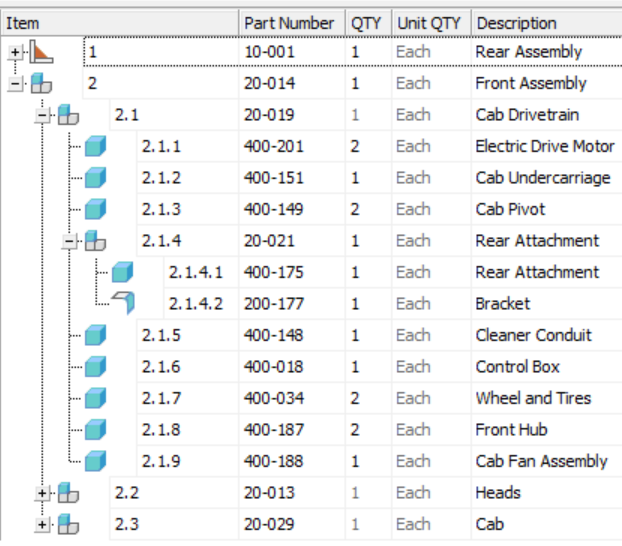 Item Part Number QTY Unit QTY Description
1 10-001 1 Each Rear Assembly
2 20-014 1 Each Front Assembly
2.1 20-019 1 Each Cab Drivetrain
2.1.1 400-201 2 Each Electric Drive Motor
2.1.2 400-151 1 Each Cab Undercarriage
2.1.3 400-149 2 Each Cab Pivot
2.1.4 20-021 1 Each Rear Attachment
2.1.4.1 400-175 1 Each Rear Attachment
2.1.4.2 200-177 1 Each Bracket
2.1.5 400-148 1 Each Cleaner Conduit
2.1.6 400-018 1 Each Control Box
2.1.7 400-034 2 Each Wheel and Tires
2.1.8 400-187 2 Each Front Hub
2.1.9 400-188 1 Each Cab Fan Assembly
2.2 20-013 1 Each Heads
2.3 20-029 1 Each Cab